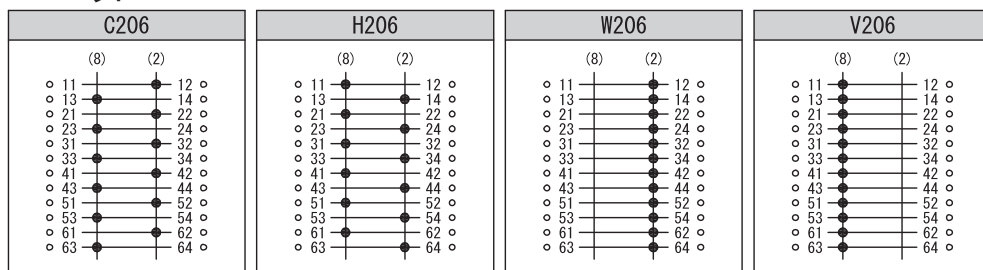 C206 H206 W206 V206
(8) (2) (8) (2) (8) (2) (8) (2)
11 12 11 12 11 12 11 12
13 14 13 14 13 14 13 14
21 22 21 22 21 22 21 22
23 24 23 24 23 24 23 24
31 32 31 32 31 32 31 32
33 34 33 34 33 34 33 34
41 42 41 42 41 42 41 42
43 44 43 44 43 44 43 44
51 52 51 52 51 52 51 52
53 54 53 54 53 54 53 54
61 62 61 62 61 62 61 62
63 64 63 64 63 64 63 64